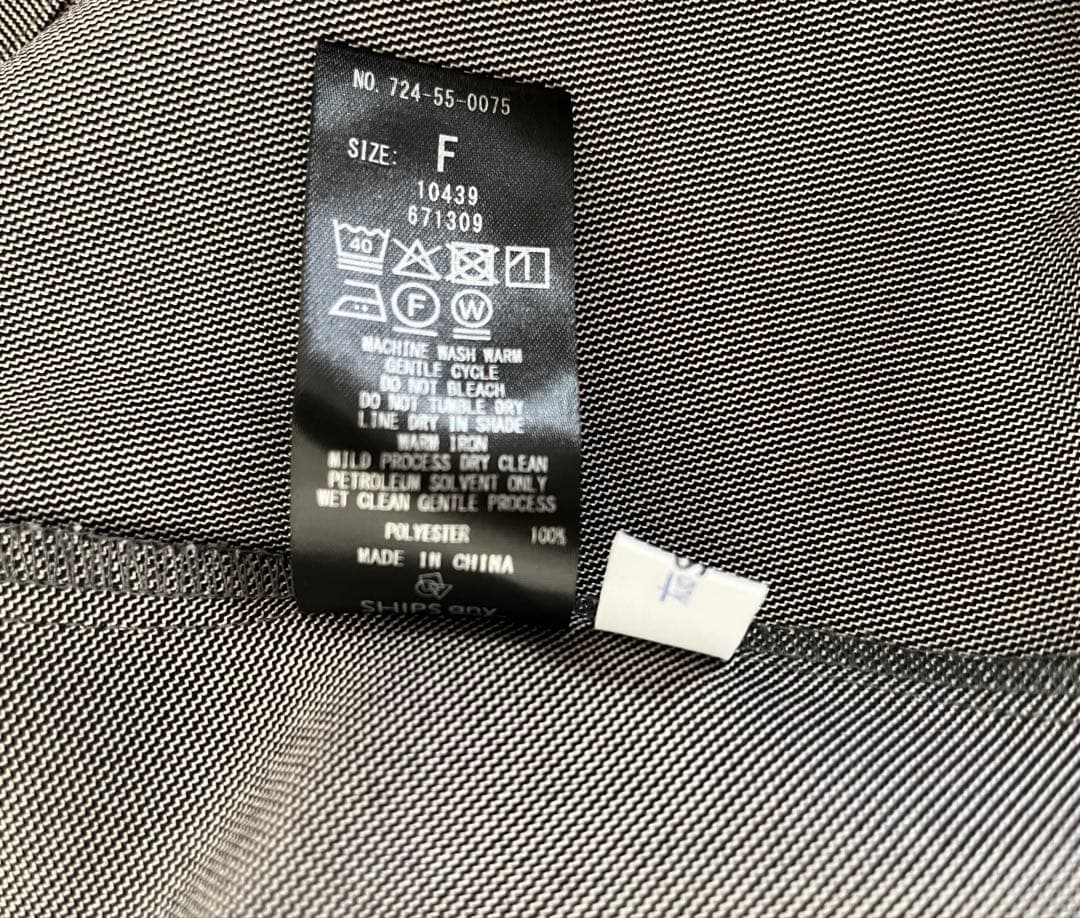 NO. 724-55-0075
SIZE: F
10439
671309
40
F W
MACHINE WASH WARM
GENTLE CYCLE
DO NOT BLEACH
DO NOT TUMBLE DRY
LINE DRY IN SHADE
WARM IRON
MILD PROCESS DRY CLEAN
PETROLEUM SOLVENT ONLY
WET CLEAN GENTLE PROCESS
POLYESTER 100%
MADE IN CHINA
SHIPS any